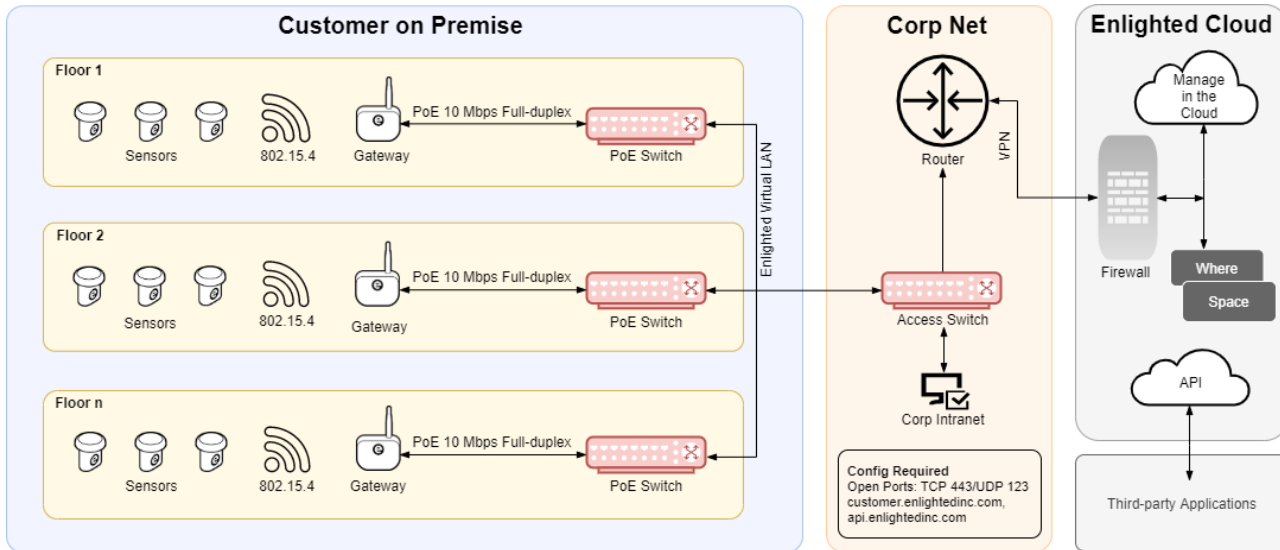 Customer on Premise
Floor 1
Sensors
802.15.4
Gateway
PoE 10 Mbps Full-duplex
PoE Switch
Floor 2
Sensors
802.15.4
Gateway
PoE 10 Mbps Full-duplex
PoE Switch
Floor n
Sensors
802.15.4
Gateway
PoE 10 Mbps Full-duplex
PoE Switch
Enlighted Virtual LAN
Corp Net
Router
VPN
Access Switch
Corp Intranet
Config Required
Open Ports: TCP 443/UDP 123
customer.enlightedinc.com,
api.enlightedinc.com
Enlighted Cloud
Manage
in the
Cloud
Firewall
Where
Space
API
Third-party Applications